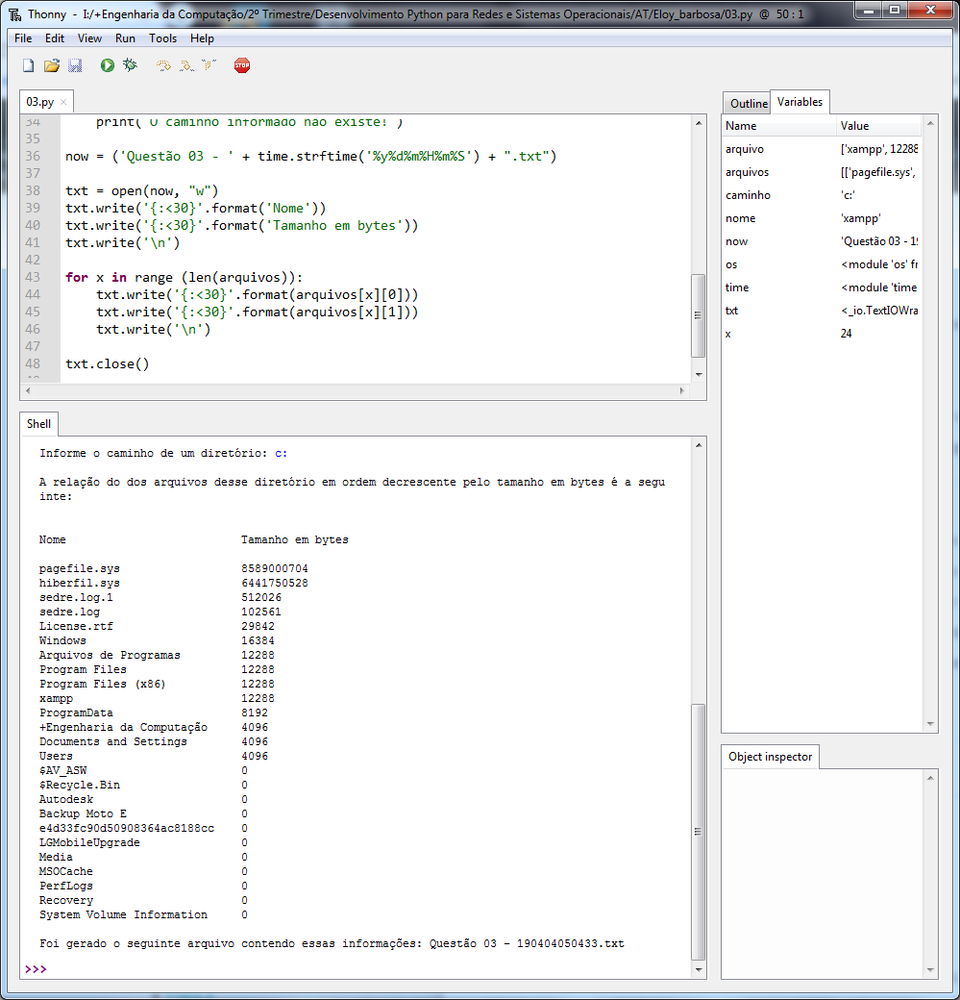 Thonny - I:/+Engenharia da Computação/2º Trimestre/Desenvolvimento Python para Redes e Sistemas Operacionais/AT/Eloy_barbosa/03.py @ 50 : 1
File Edit View Run Tools Help
STOP
03.py
34 print( O caminho informado não existe! )
35
36 now = ('Questão 03 - ' + time.strftime('%y%d%m%H%m%S') + ".txt")
37
38 txt = open(now, "w")
39 txt.write('{:<30}'.format('Nome'))
40 txt.write('{:<30}'.format('Tamanho em bytes'))
41 txt.write('\n')
42
43 for x in range (len(arquivos)):
44 txt.write('{:<30}'.format(arquivos[x][0]))
45 txt.write('{:<30}'.format(arquivos[x][1]))
46 txt.write('\n')
47
48 txt.close()
Shell
Informe o caminho de um diretório: c:
A relação do dos arquivos desse diretório em ordem decrescente pelo tamanho em bytes é a segu
inte:
Nome Tamanho em bytes
pagefile.sys 8589000704
hiberfil.sys 6441750528
sedre.log.1 512026
sedre.log 102561
License.rtf 29842
Windows 16384
Arquivos de Programas 12288
Program Files 12288
Program Files (x86) 12288
xampp 12288
ProgramData 8192
+Engenharia da Computação 4096
Documents and Settings 4096
Users 4096
$AV_ASW 0
$Recycle.Bin 0
Autodesk 0
Backup Moto E 0
e4d33fc90d50908364ac8188cc 0
LGMobileUpgrade 0
Media 0
MSOCache 0
PerfLogs 0
Recovery 0
System Volume Information 0
Foi gerado o seguinte arquivo contendo essas informações: Questão 03 - 190404050433.txt
>>>
Outline Variables
Name Value
arquivo ['xampp', 12288
arquivos [['pagefile.sys',
caminho 'c:'
nome 'xampp'
now 'Questão 03 - 19
os <module 'os' fr
time <module 'time
txt <_io.TextIOWra
x 24
Object inspector